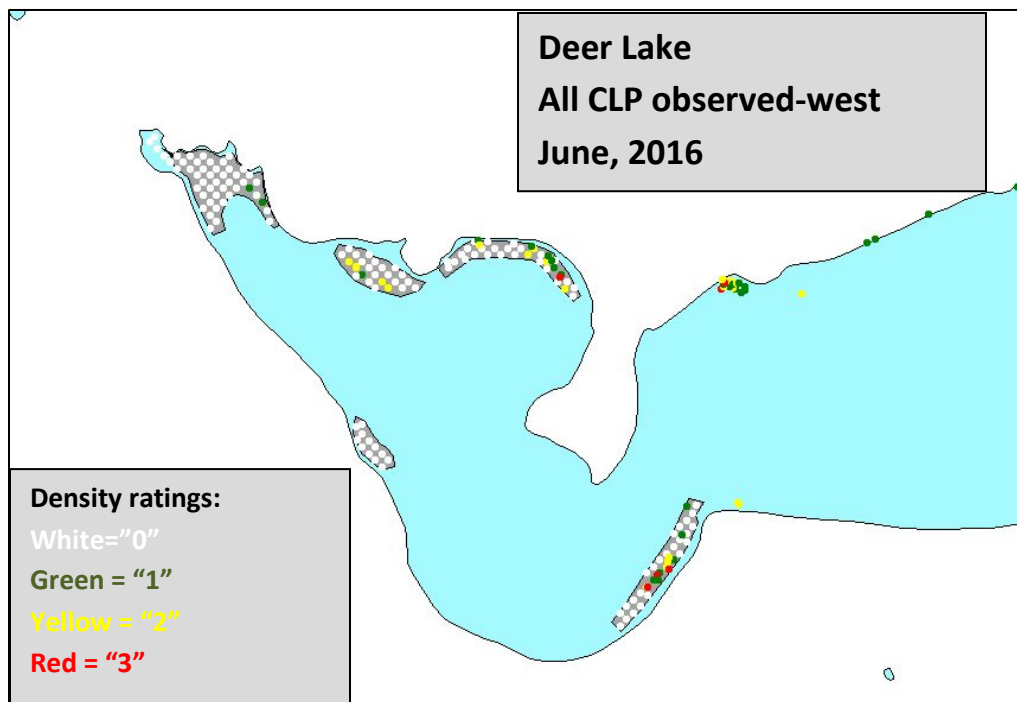 Deer Lake
All CLP observed-west
June, 2016
Density ratings:
White=”0”
Green = “1”
Yellow = “2”
Red = “3”